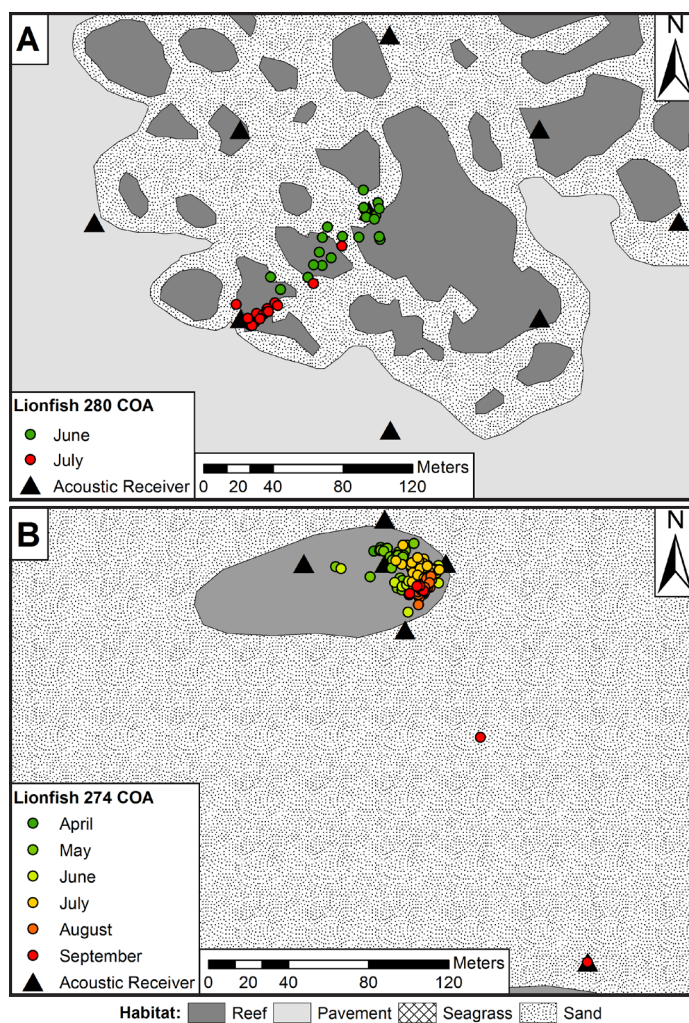 A
N
Lionfish 280 COA
June
July
Acoustic Receiver
Meters
0 20 40 80 120
B
N
Lionfish 274 COA
April
May
June
July
August
September
Acoustic Receiver
Meters
0 20 40 80 120
Habitat: Reef Pavement Seagrass Sand